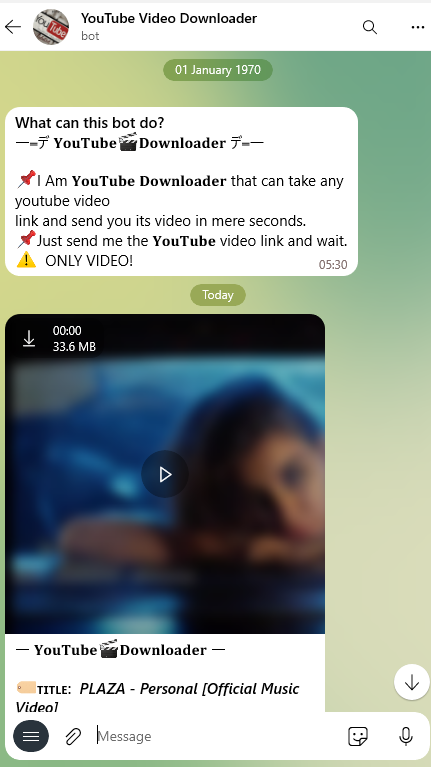 YouTube Video Downloader
bot
01 January 1970
What can this bot do?
一═デ 𝐘𝐨𝐮𝐓𝐮𝐛𝐞🎬𝐃𝐨𝐰𝐧𝐥𝐨𝐚𝐝𝐞𝐫 デ═一
📌I Am 𝐘𝐨𝐮𝐓𝐮𝐛𝐞 𝐃𝐨𝐰𝐧𝐥𝐨𝐚𝐝𝐞𝐫 that can take any
youtube video
link and send you its video in mere seconds.
📌Just send me the 𝐘𝐨𝐮𝐓𝐮𝐛𝐞 video link and wait.
⚠️ ONLY VIDEO!
05:30
Today
00:00
33.6 MB
一 𝐘𝐨𝐮𝐓𝐮𝐛𝐞🎬𝐃𝐨𝐰𝐧𝐥𝐨𝐚𝐝𝐞𝐫 一
🏷ᴛɪᴛʟᴇ: PLAZA - Personal [Official Music
Video]
Message